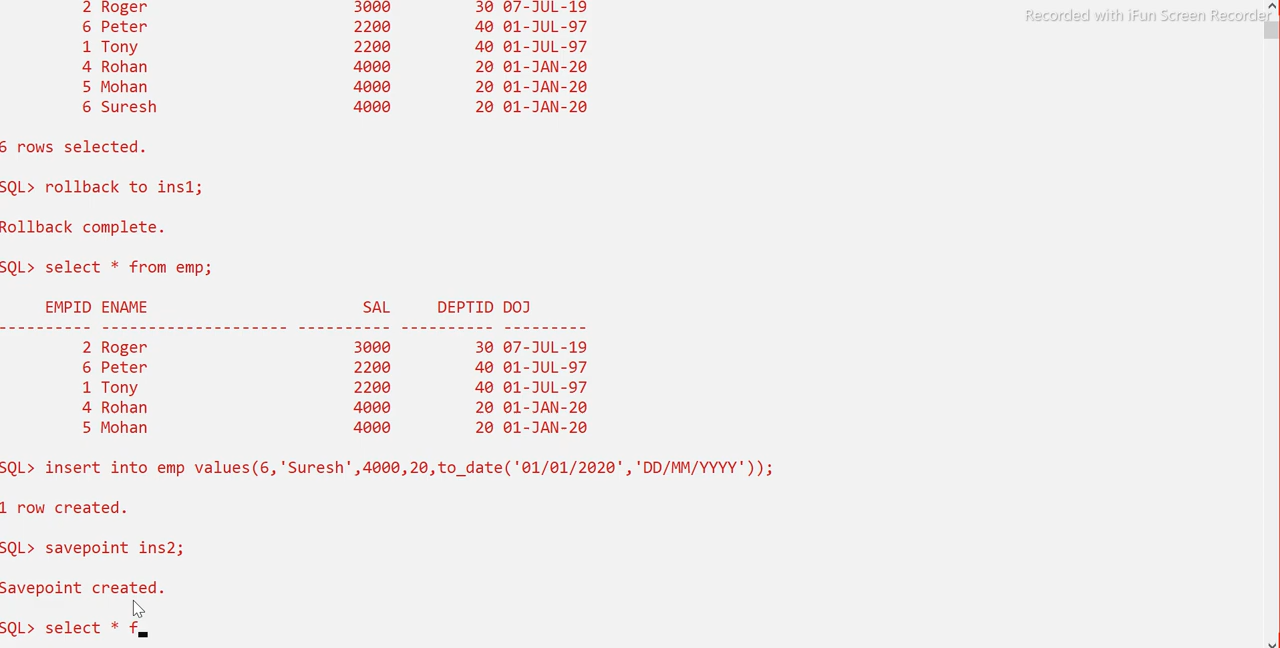 2 Roger 3000 30 07-JUL-19
Recorded with iFun Screen Recorder
6 Peter 2200 40 01-JUL-97
1 Tony 2200 40 01-JUL-97
4 Rohan 4000 20 01-JAN-20
5 Mohan 4000 20 01-JAN-20
6 Suresh 4000 20 01-JAN-20
6 rows selected.
SQL> rollback to ins1;
Rollback complete.
SQL> select * from emp;
EMPID ENAME SAL DEPTID DOJ
---------- -------------------- ---------- ---------- ---------
2 Roger 3000 30 07-JUL-19
6 Peter 2200 40 01-JUL-97
1 Tony 2200 40 01-JUL-97
4 Rohan 4000 20 01-JAN-20
5 Mohan 4000 20 01-JAN-20
SQL> insert into emp values(6,'Suresh',4000,20,to_date('01/01/2020','DD/MM/YYYY'));
1 row created.
SQL> savepoint ins2;
Savepoint created.
SQL> select * f